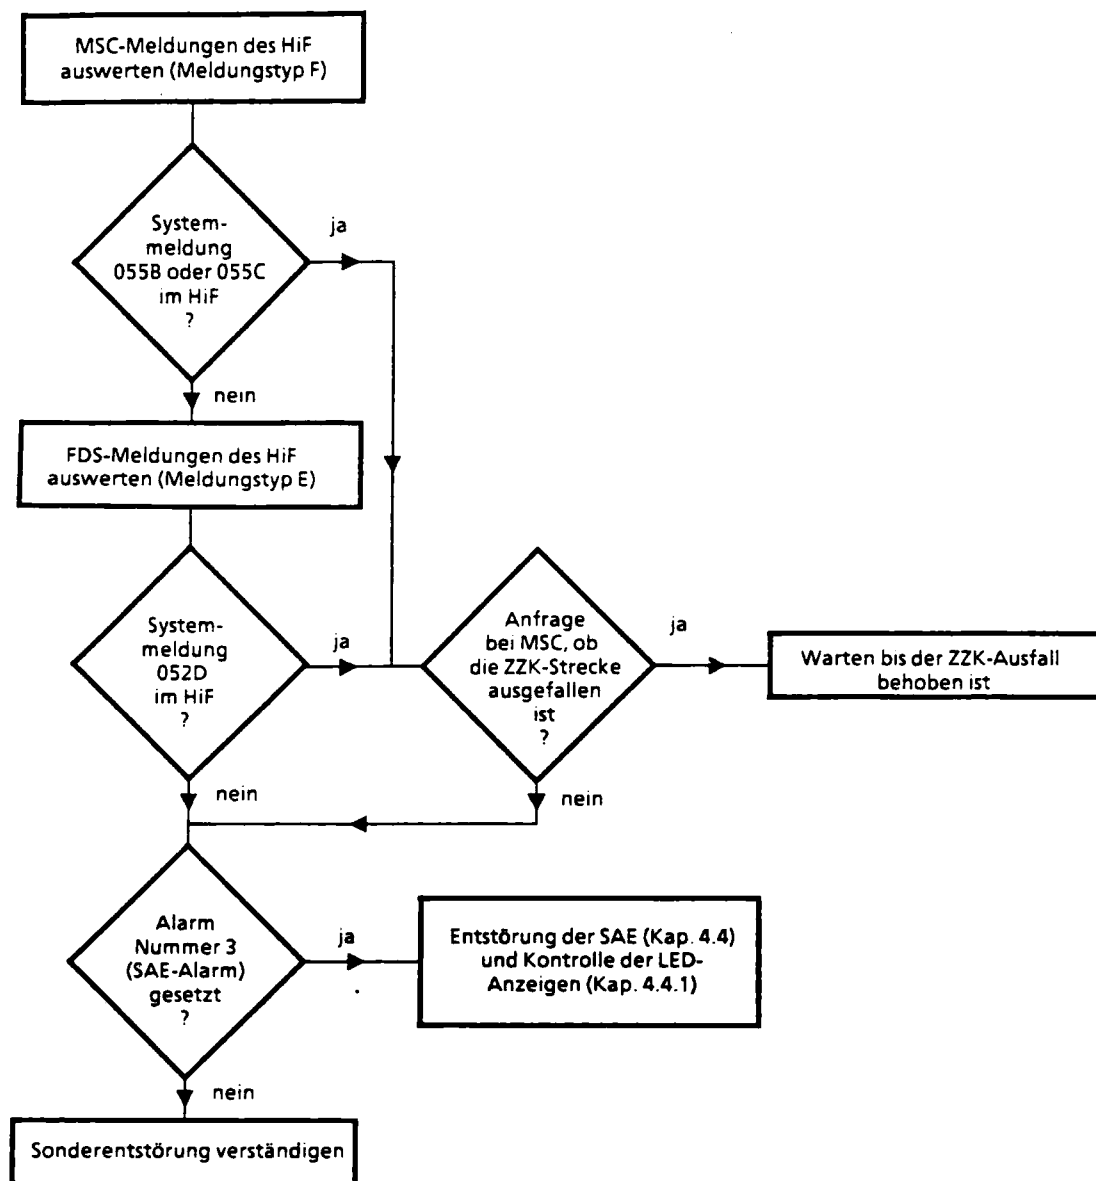 MSC-Meldungen des HiF
auswerten (Meldungstyp F)
System-
meldung
055B oder 055C
im HiF
?
ja
nein
FDS-Meldungen des HiF
auswerten (Meldungstyp E)
System-
meldung
052D
im HiF
?
ja
nein
Anfrage
bei MSC, ob
die ZZK-Strecke
ausgefallen
ist
?
ja
nein
Warten bis der ZZK-Ausfall
behoben ist
Alarm
Nummer 3
(SAE-Alarm)
gesetzt
?
ja
nein
Entstörung der SAE (Kap. 4.4)
und Kontrolle der LED-
Anzeigen (Kap. 4.4.1)
Sonderentstörung verständigen